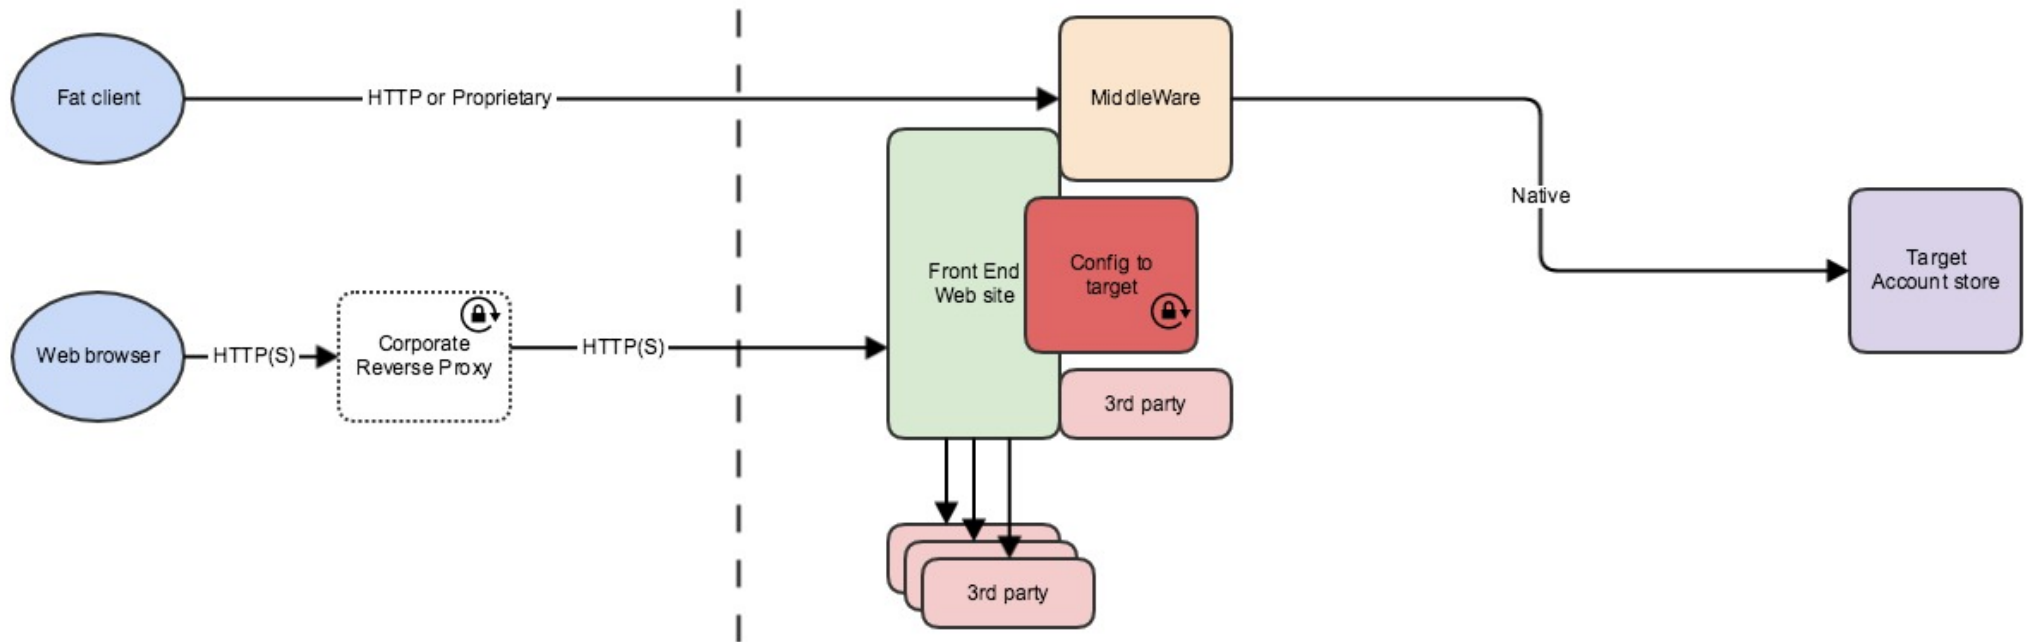 Fat client
HTTP or Proprietary
MiddleWare
Native
Front End
Web site
Config to
target
Target
Account store
Web browser
HTTP(S)
Corporate
Reverse Proxy
HTTP(S)
3rd party
3rd party